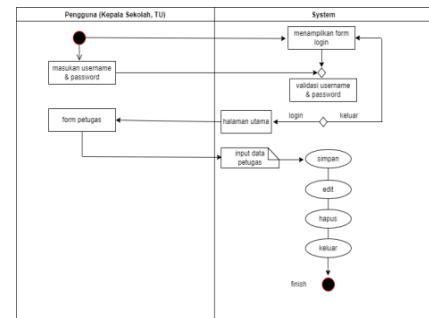 Pengguna (Kepala Sekolah, TU)
System
menampilkan form
login
masukan username
& password
validasi username
& password
form petugas
halaman utama
login
keluar
input data
petugas
simpan
edit
hapus
keluar
finish